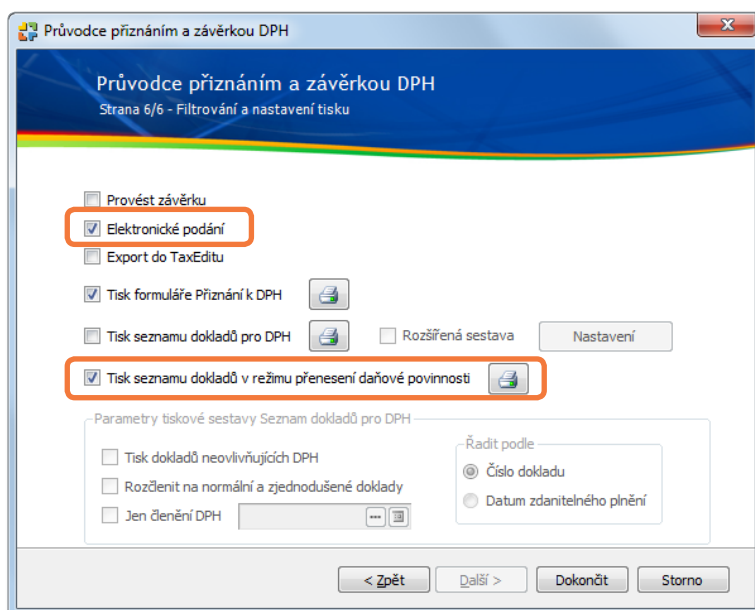 Průvodce přiznáním a závěrkou DPH
Průvodce přiznáním a závěrkou DPH
Strana 6/6 - Filtrování a nastavení tisku
Provést závěrku
Elektronické podání
Export do TaxEditu
Tisk formuláře Přiznání k DPH
Tisk seznamu dokladů pro DPH Rozšířená sestava Nastavení
Tisk seznamu dokladů v režimu přenesení daňové povinnosti
Parametry tiskové sestavy Seznam dokladů pro DPH
Tisk dokladů neovlivňujících DPH
Rozčlenit na normální a zjednodušené doklady
Jen členění DPH
Řadit podle
Číslo dokladu
Datum zdanitelného plnění
< Zpět Další > Dokončit Storno